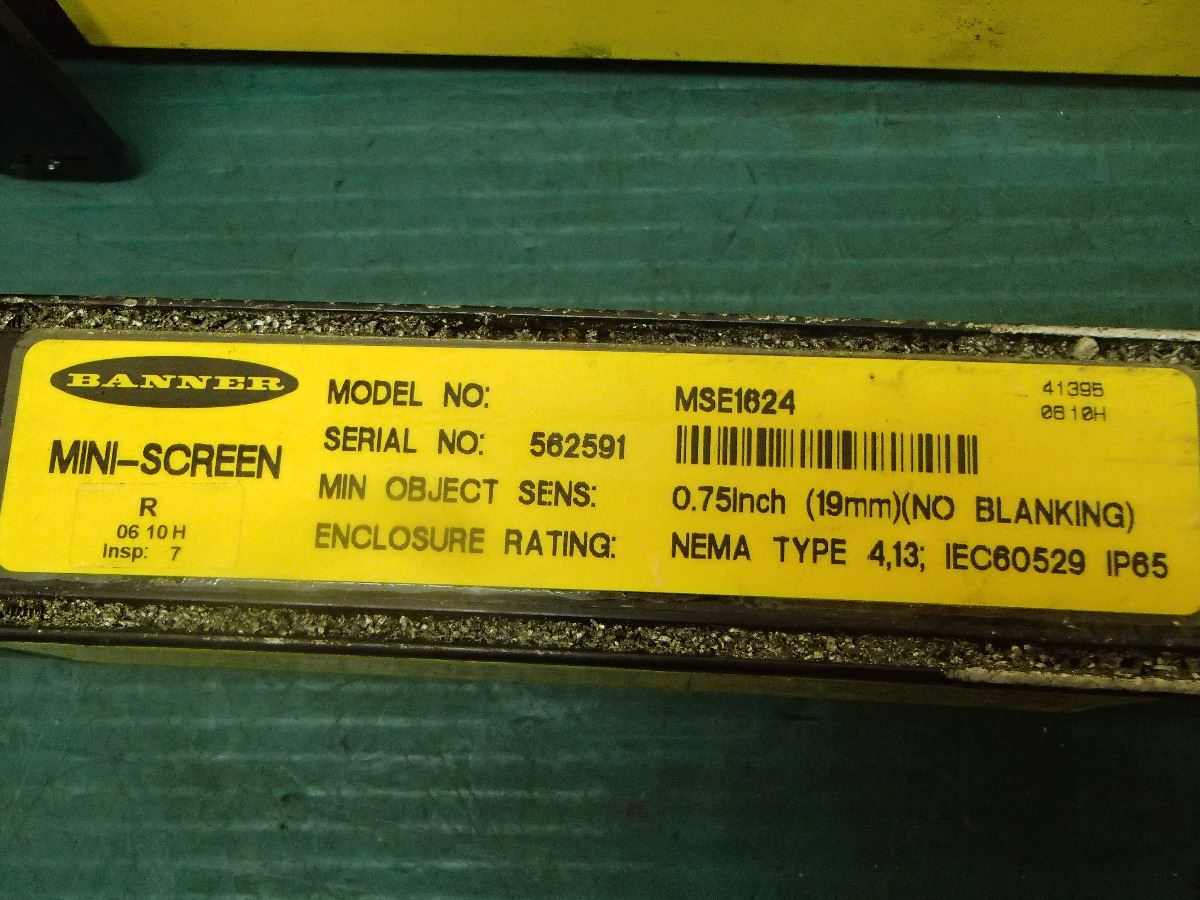 BANNER
MINI-SCREEN
R
06 10 H
Insp: 7
MODEL NO: MSE1624
SERIAL NO: 562591
MIN OBJECT SENS: 0.75Inch (19mm)(NO BLANKING)
ENCLOSURE RATING: NEMA TYPE 4,13; IEC60529 IP65
41395
0610H